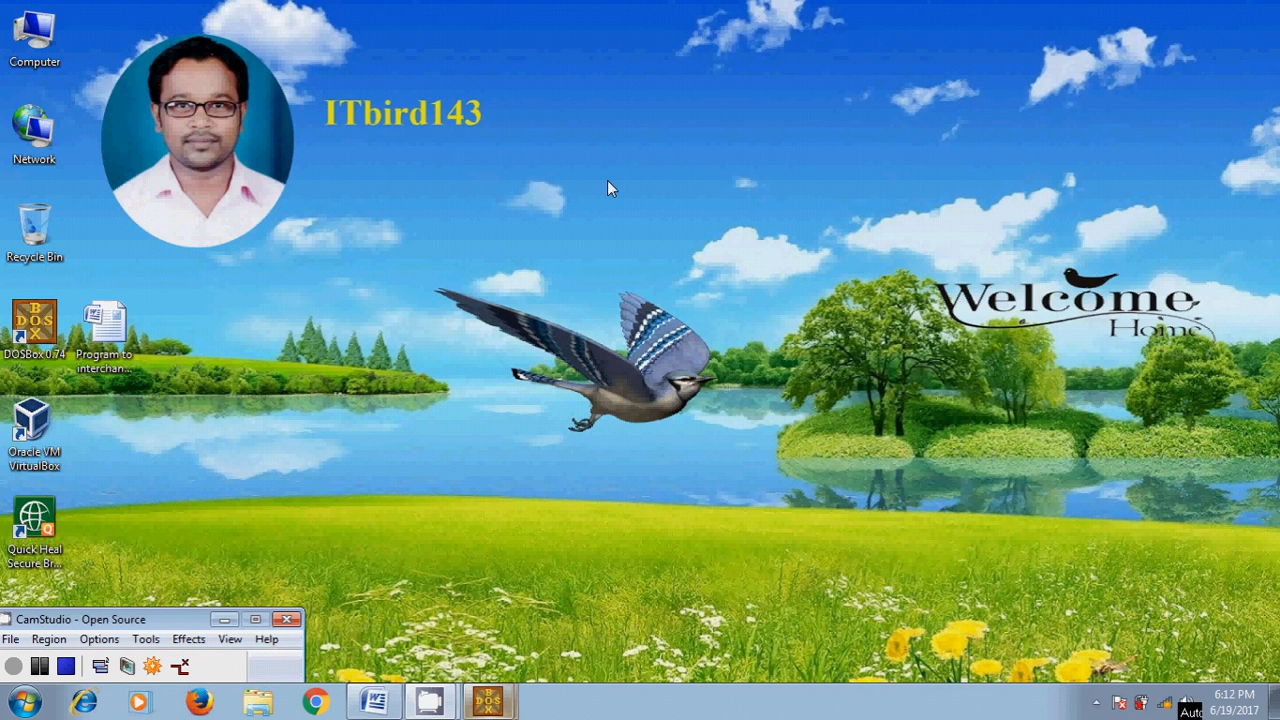 Computer
Network
Recycle Bin
DOSBox 0.74
Program to
interchan...
Oracle VM
VirtualBox
Quick Heal
Secure Br...
ITbird143
Welcome
Home
CamStudio - Open Source
File Region Options Tools Effects View Help
6:12 PM
6/19/2017
Auto